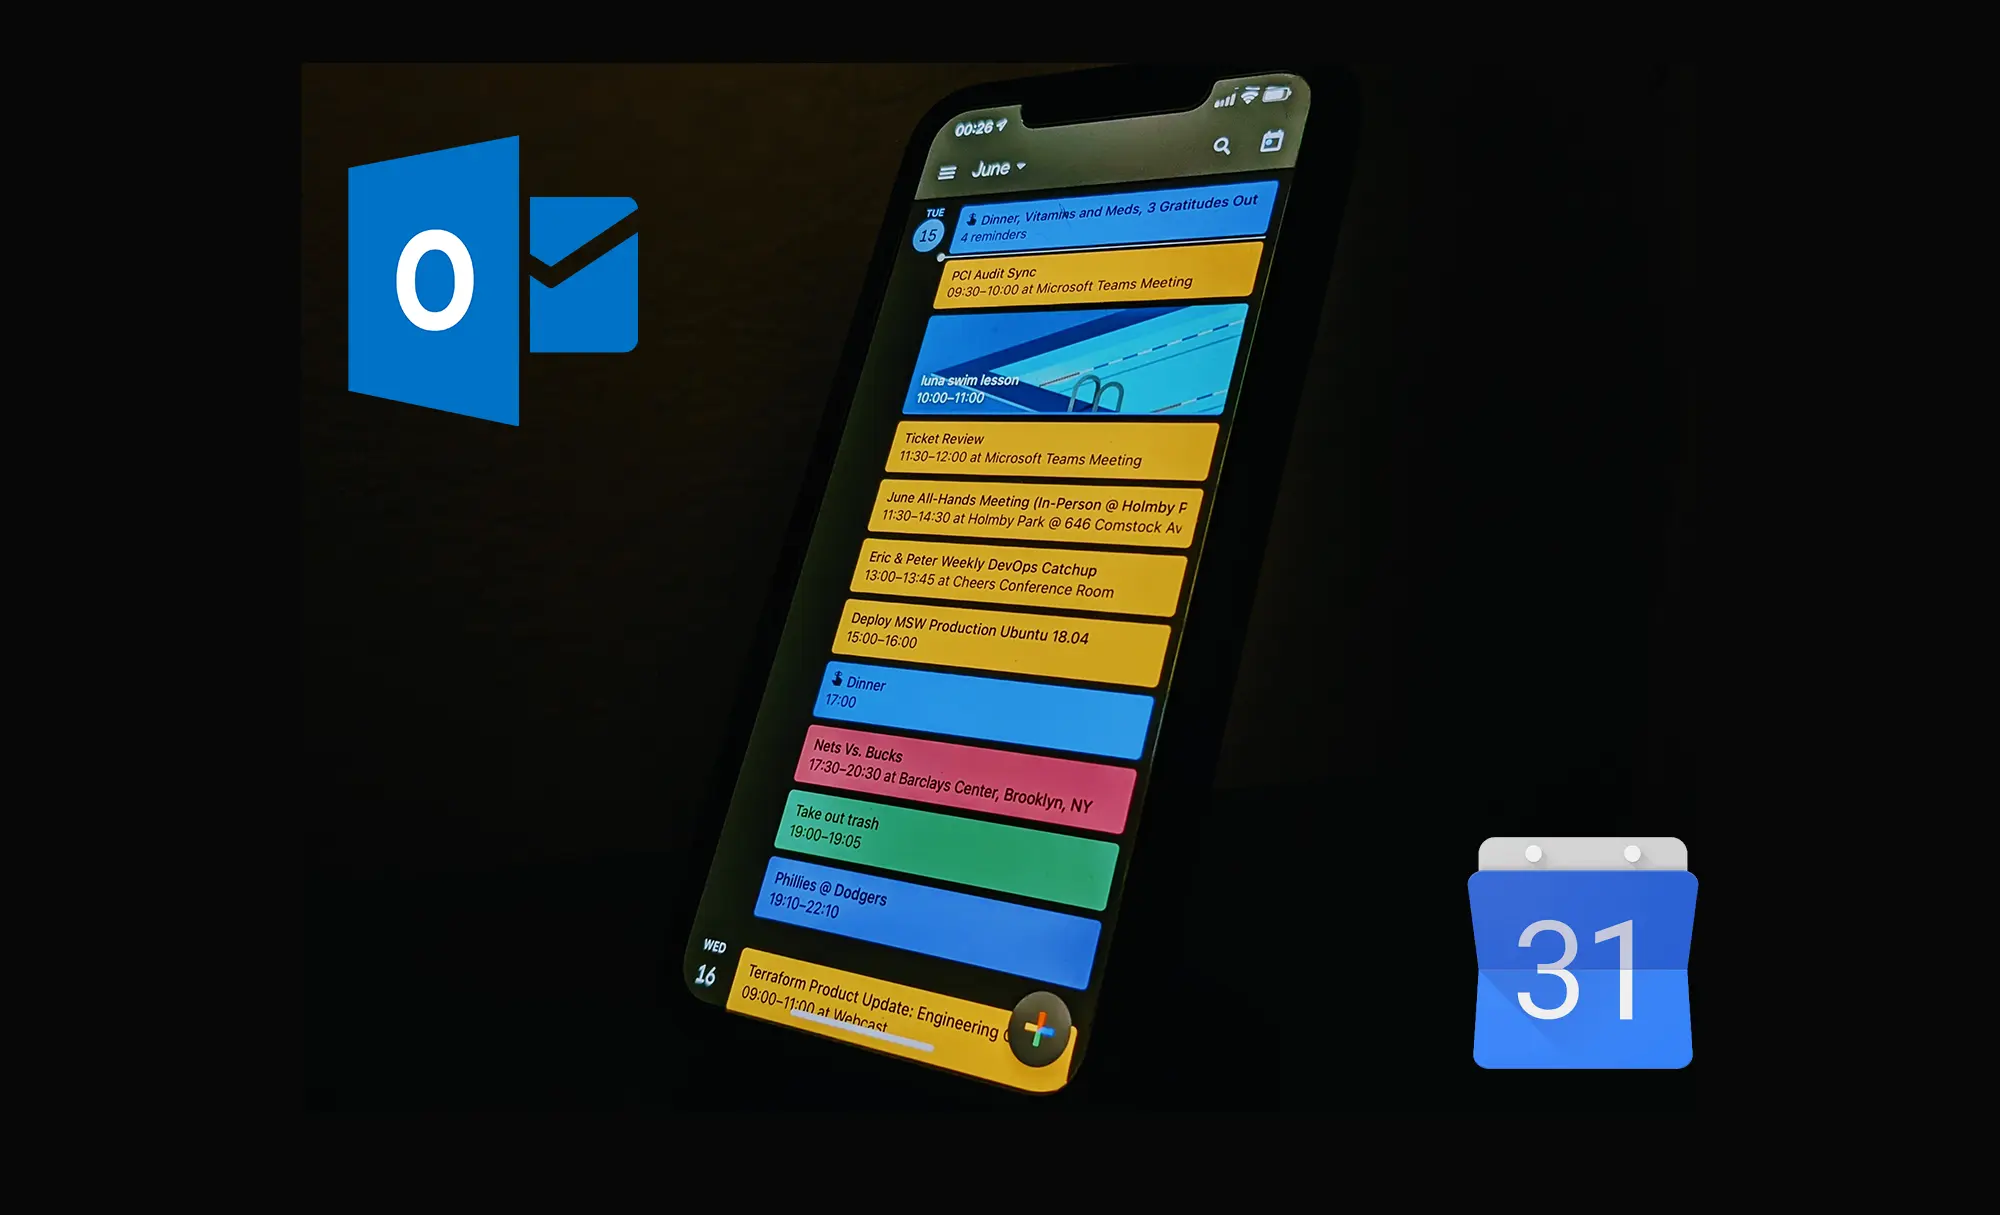 O
00:26
June
TUE
15
Dinner, Vitamins and Meds, 3 Gratitudes Out
4 reminders
PCI Audit Sync
09:30–10:00 at Microsoft Teams Meeting
luna swim lesson
10:00–11:00
Ticket Review
11:30–12:00 at Microsoft Teams Meeting
June All-Hands Meeting (In-Person @ Holmby P
11:30–14:30 at Holmby Park @ 646 Comstock Av
Eric & Peter Weekly DevOps Catchup
13:00–13:45 at Cheers Conference Room
Deploy MSW Production Ubuntu 18.04
15:00–16:00
Dinner
17:00
Nets Vs. Bucks
17:30–20:30 at Barclays Center, Brooklyn, NY
Take out trash
19:00–19:05
Phillies @ Dodgers
19:10–22:10
WED
16
Terraform Product Update: Engineering
09:00–11:00 at Webcast
31